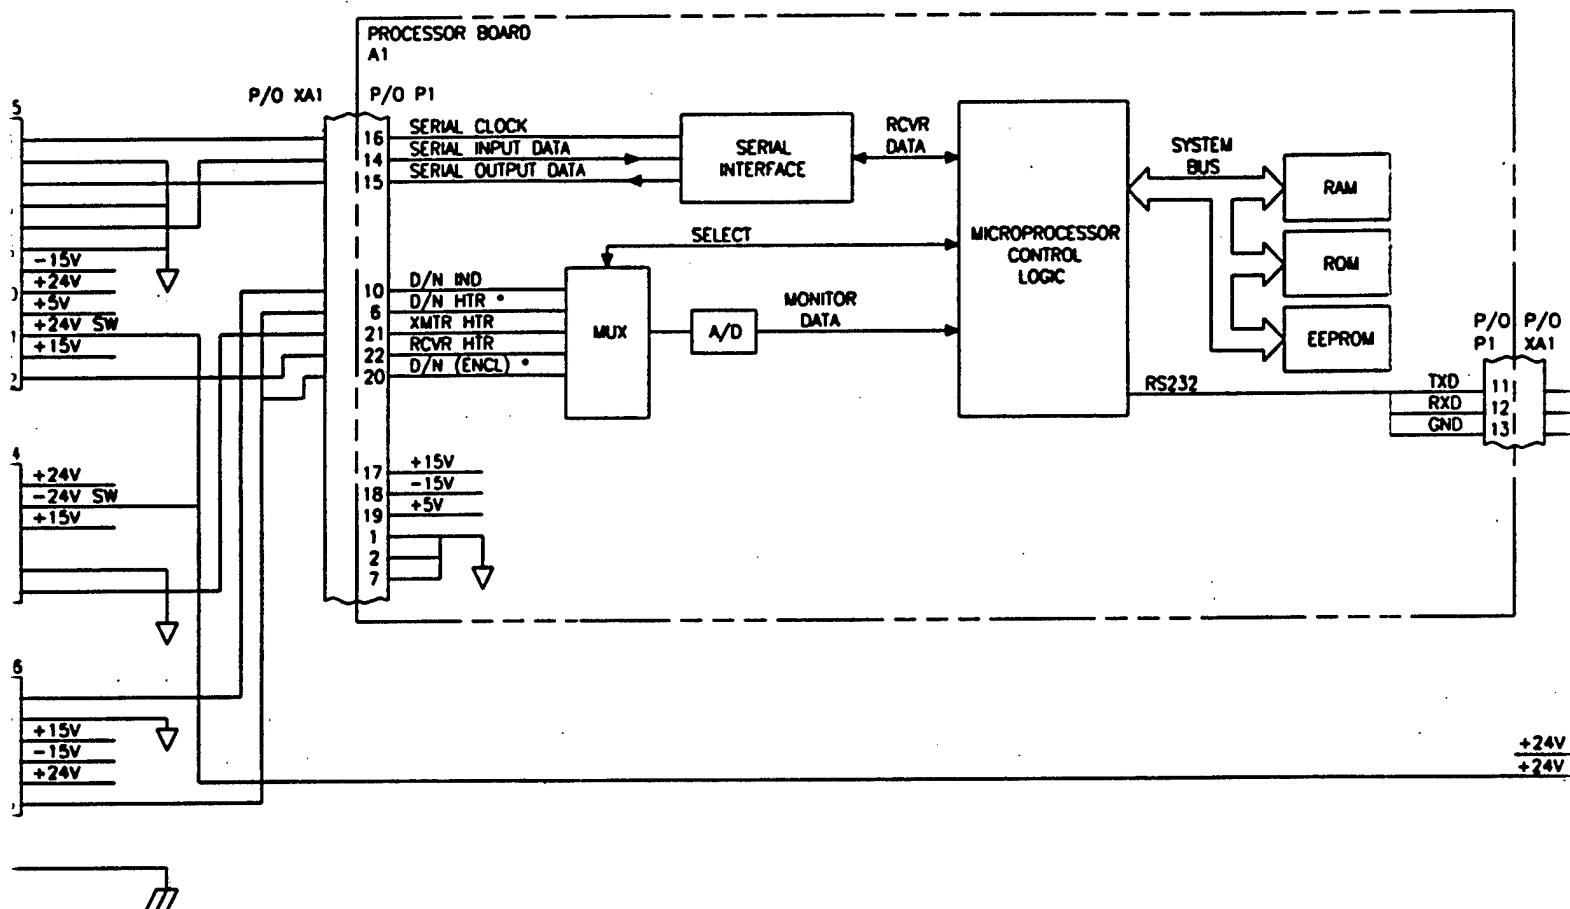 PROCESSOR BOARD
A1
P/O XA1
P/O P1
16 SERIAL CLOCK
14 SERIAL INPUT DATA
15 SERIAL OUTPUT DATA
SERIAL
INTERFACE
RCVR
DATA
MICROPROCESSOR
CONTROL
LOGIC
SYSTEM
BUS
RAM
ROM
EEPROM
SELECT
10 D/N IND
6 D/N HTR *
21 XMTR HTR
22 RCVR HTR
20 D/N (ENCL) *
MUX
A/D
MONITOR
DATA
RS232
P/O P/O
P1 XA1
TXD 11
RXD 12
GND 13
17 +15V
18 -15V
19 +5V
1
2
7
5
-15V
+24V
+5V
+24V SW
+15V
4
+24V
-24V SW
+15V
6
+15V
-15V
+24V
+24V
+24V